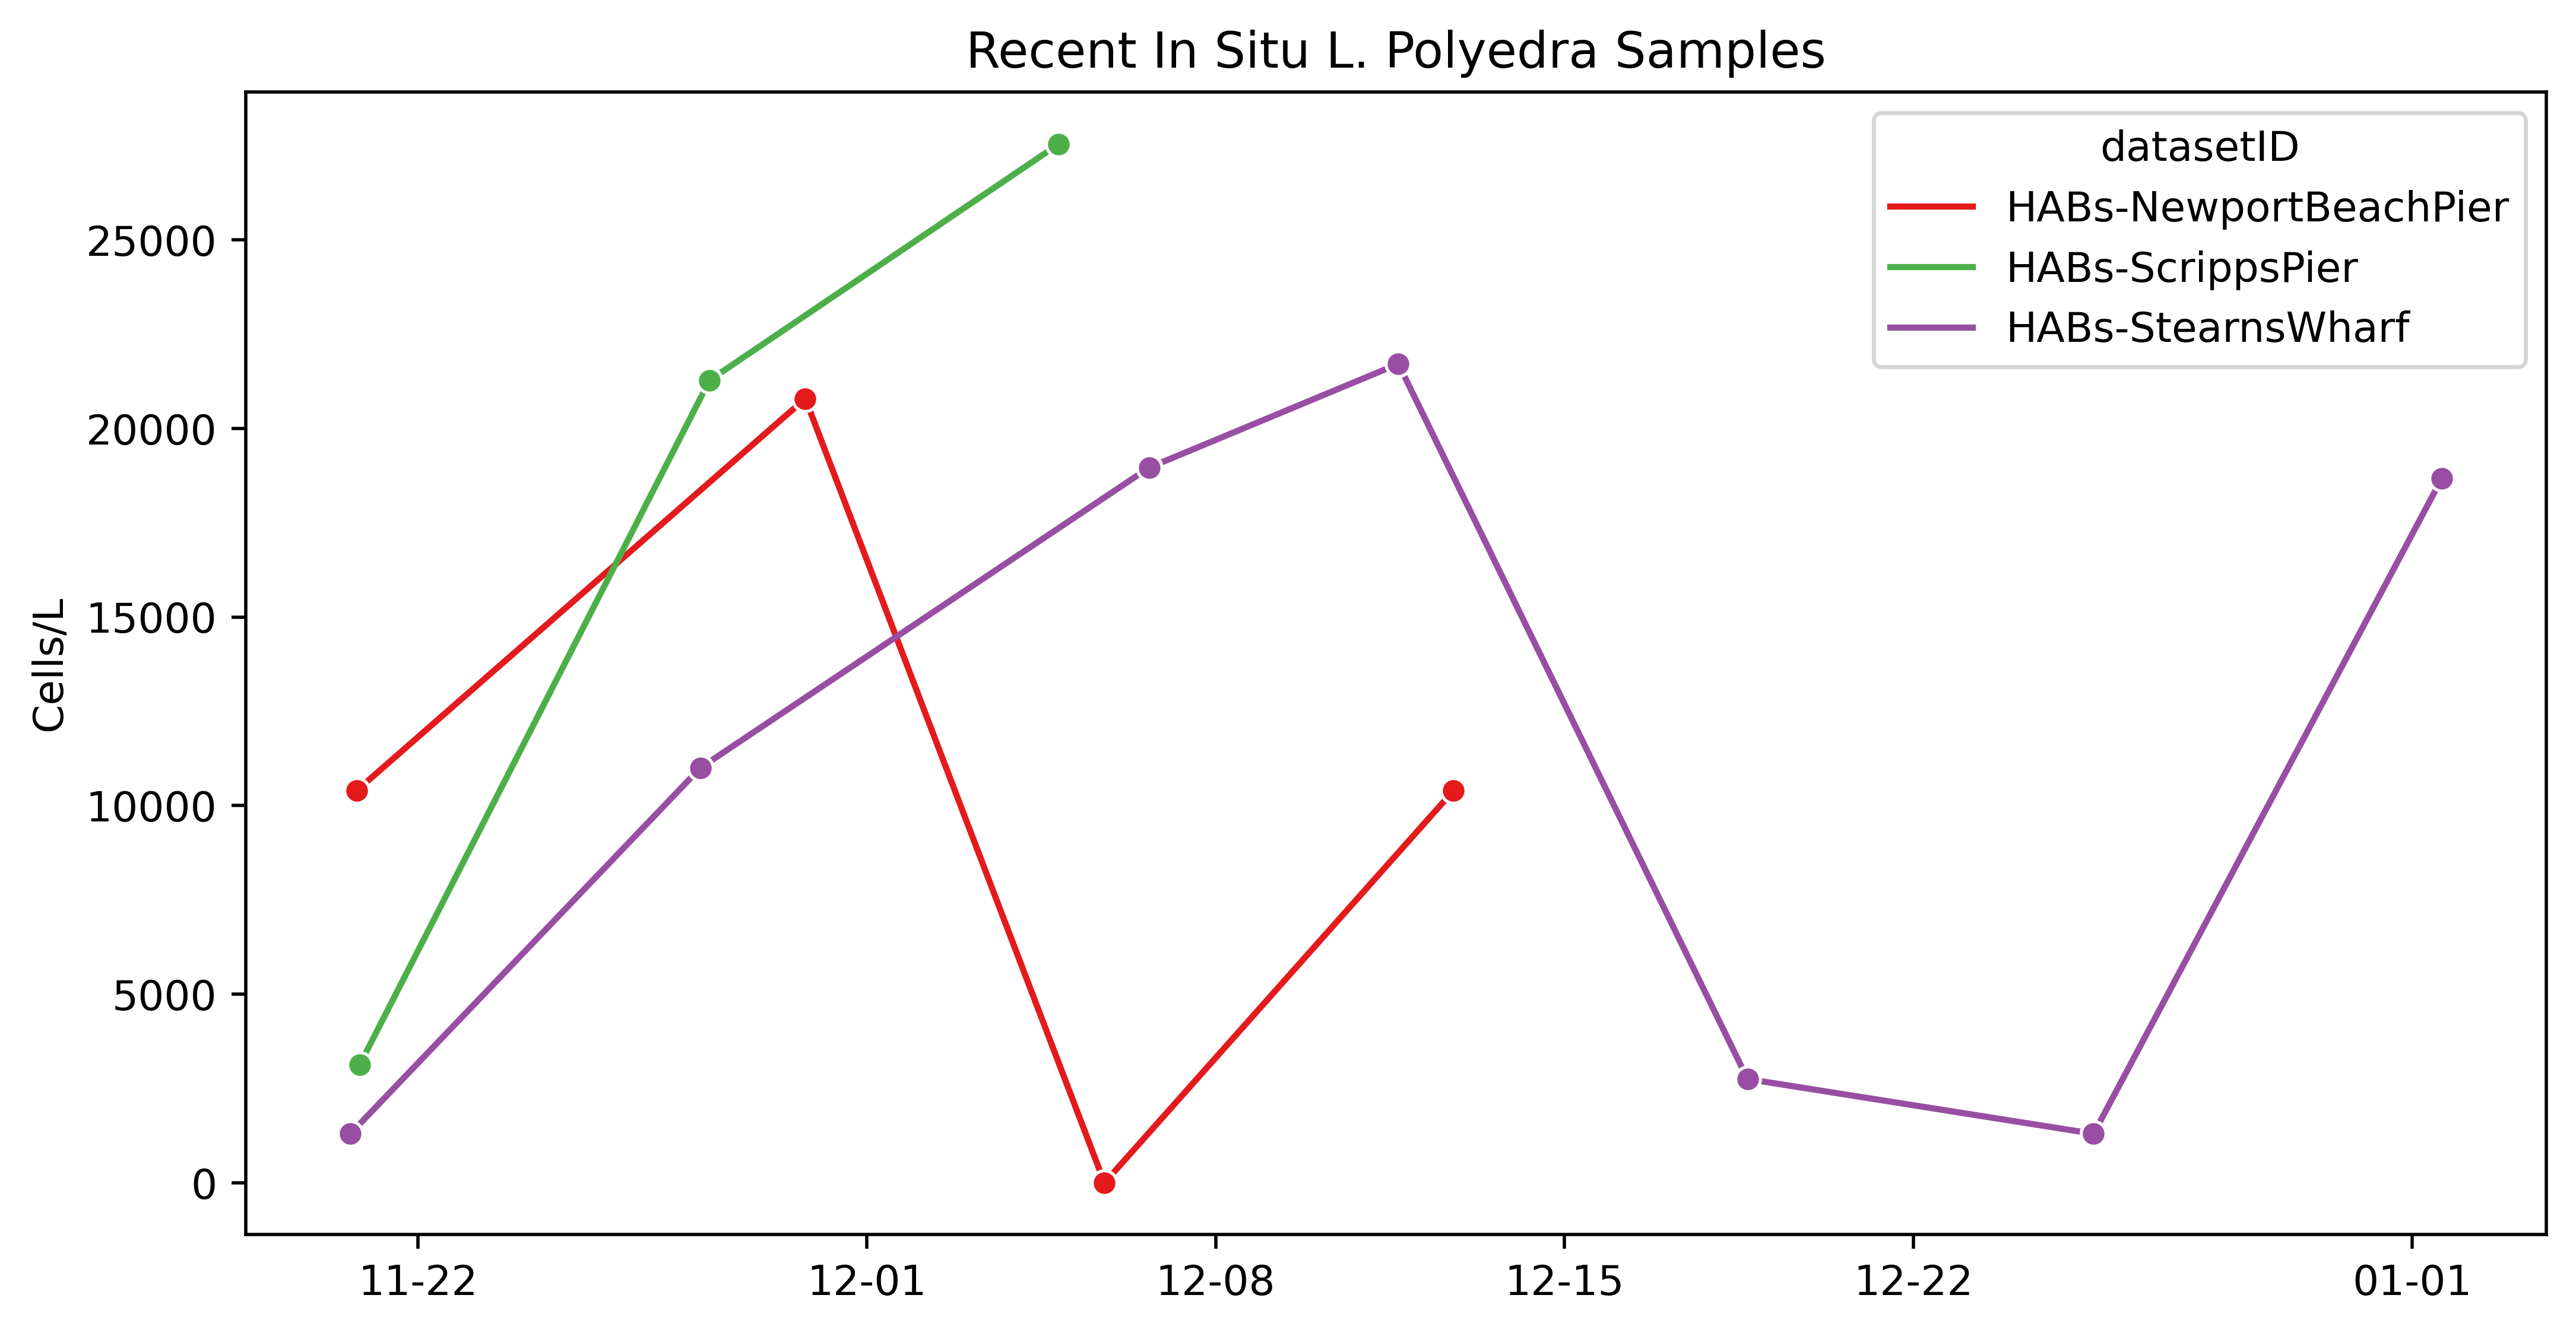 Recent In Situ L. Polyedra Samples
datasetID
HABs-NewportBeachPier
HABs-ScrippsPier
HABs-StearnsWharf
Cells/L
25000
20000
15000
10000
5000
0
11-22
12-01
12-08
12-15
12-22
01-01